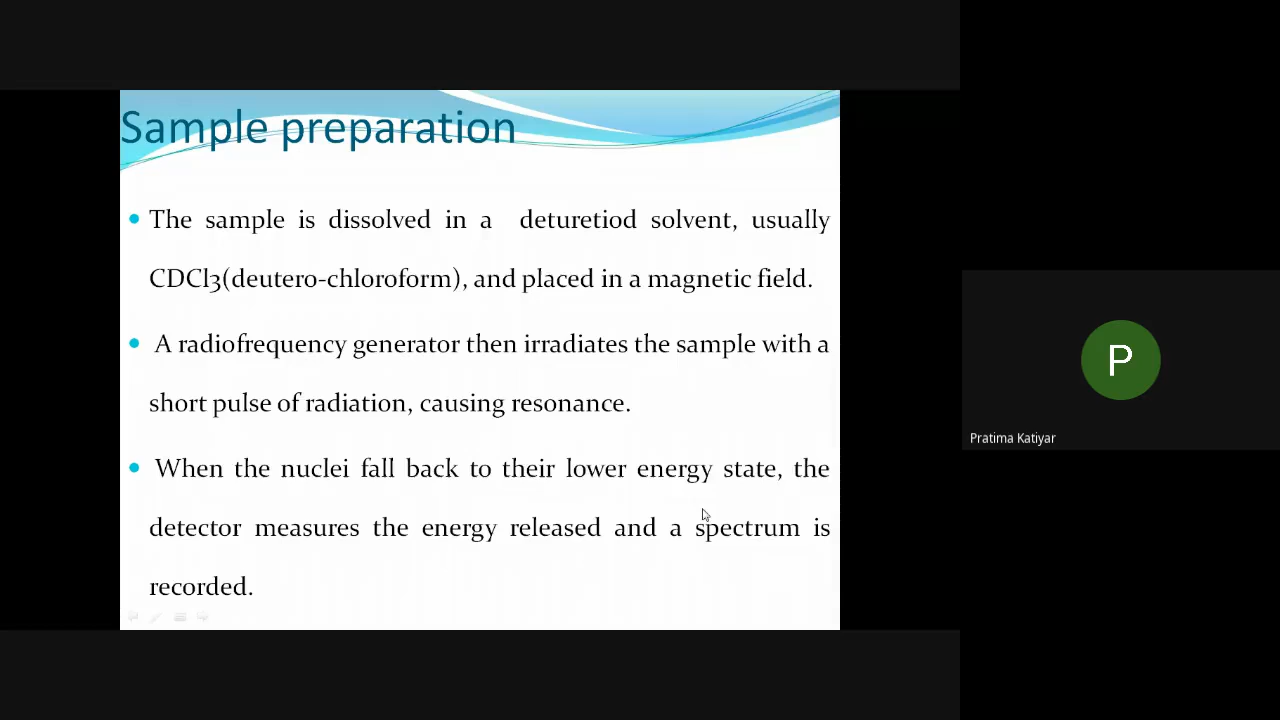 Sample preparation
The sample is dissolved in a deturetiod solvent, usually
CDCl3(deutero-chloroform), and placed in a magnetic field.
A radiofrequency generator then irradiates the sample with a
short pulse of radiation, causing resonance.
When the nuclei fall back to their lower energy state, the
detector measures the energy released and a spectrum is
recorded.
P
Pratima Katiyar